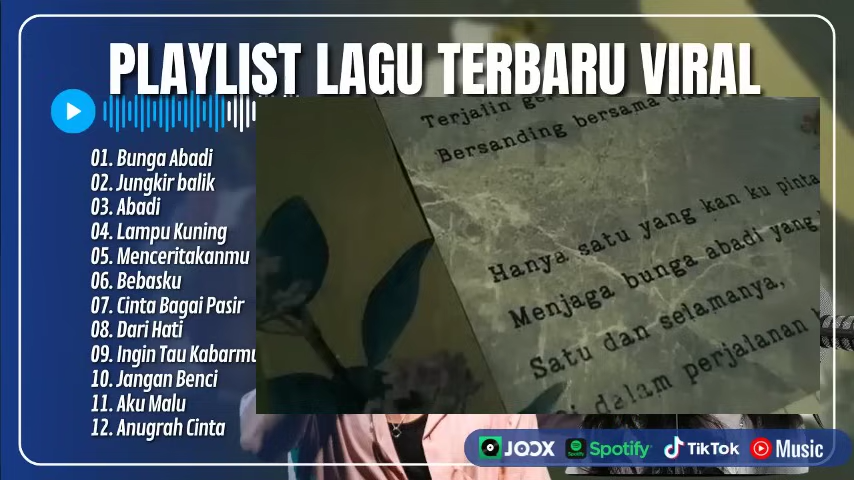 PLAYLIST LAGU TERBARU VIRAL
01. Bunga Abadi
02. Jungkir balik
03. Abadi
04. Lampu Kuning
05. Menceritakanmu
06. Bebasku
07. Cinta Bagai Pasir
08. Dari Hati
09. Ingin Tau Kabarmu
10. Jangan Benci
11. Aku Malu
12. Anugrah Cinta
Terjalin
Bersanding bersama
Hanya satu yang kan ku pinta
Menjaga bunga abadi yang
Satu dan selamanya,
dalam perjalanan
JOOX Spotify Spotify TikTok Music